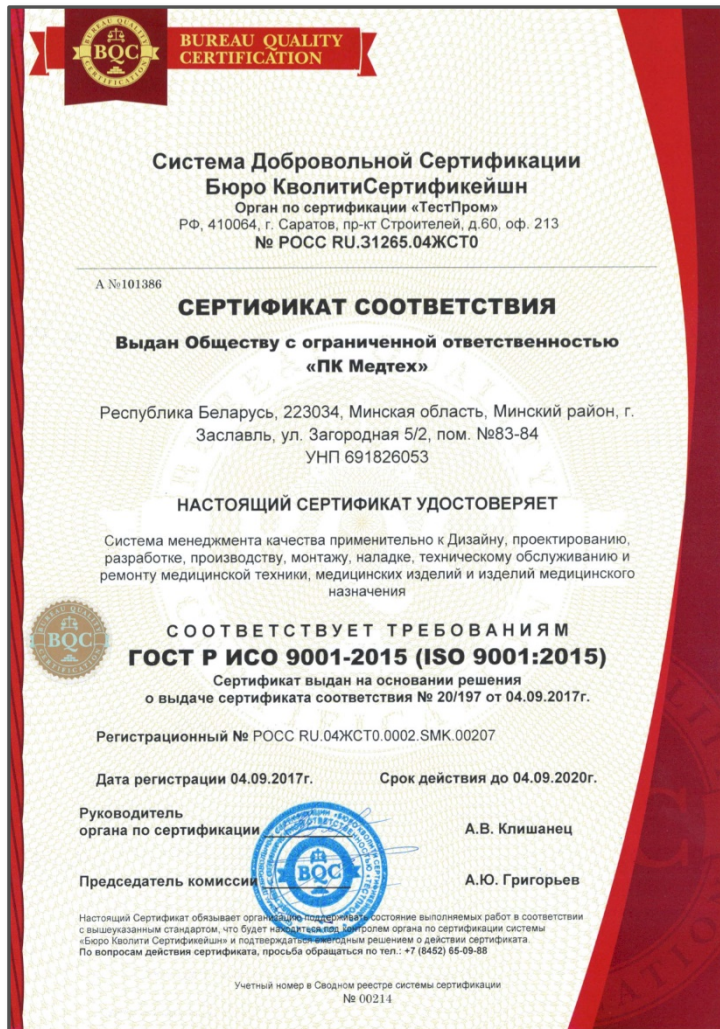 BUREAU QUALITY
CERTIFICATION
BQC
Система Добровольной Сертификации
Бюро КволитиСертификейшн
Орган по сертификации «ТестПром»
РФ, 410064, г. Саратов, пр-кт Строителей, д.60, оф. 213
№ РОСС RU.31265.04ЖСТ0
А №101386
СЕРТИФИКАТ СООТВЕТСТВИЯ
Выдан Обществу с ограниченной ответственностью
«ПК Медтех»
Республика Беларусь, 223034, Минская область, Минский район, г.
Заславль, ул. Загородная 5/2, пом. №83-84
УНП 691826053
НАСТОЯЩИЙ СЕРТИФИКАТ УДОСТОВЕРЯЕТ
Система менеджмента качества применительно к Дизайну, проектированию,
разработке, производству, монтажу, наладке, техническому обслуживанию и
ремонту медицинской техники, медицинских изделий и изделий медицинского
назначения
BUREAU QUALITY
BQC
CERTIFICATION
СООТВЕТСТВУЕТ ТРЕБОВАНИЯМ
ГОСТ Р ИСО 9001-2015 (ISO 9001:2015)
Сертификат выдан на основании решения
о выдаче сертификата соответствия № 20/197 от 04.09.2017г.
Регистрационный № РОСС RU.04ЖСТ0.0002.SMK.00207
Дата регистрации 04.09.2017г. Срок действия до 04.09.2020г.
Руководитель
органа по сертификации А.В. Клишанец
BQC
Председатель комиссии А.Ю. Григорьев
Настоящий Сертификат обязывает организацию поддерживать состояние выполняемых работ в соответствии
с вышеуказанным стандартом, что будет находиться под контролем органа по сертификации системы
«Бюро Кволити Сертификейшн» и подтверждаться ежегодным решением о действии сертификата.
По вопросам действия сертификата, просьба обращаться по тел.: +7 (8452) 65-09-88
Учетный номер в Сводном реестре системы сертификации
№ 00214